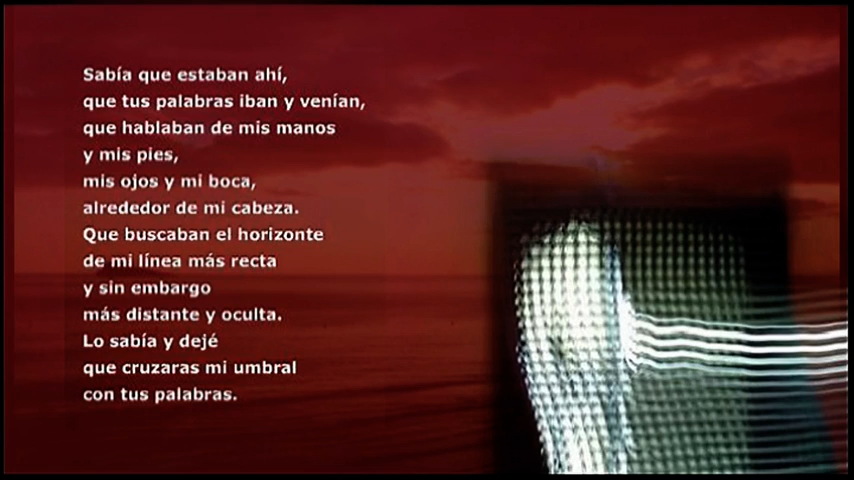 Sabía que estaban ahí,
que tus palabras iban y venían,
que hablaban de mis manos
y mis pies,
mis ojos y mi boca,
alrededor de mi cabeza.
Que buscaban el horizonte
de mi línea más recta
y sin embargo
más distante y oculta.
Lo sabía y dejé
que cruzaras mi umbral
con tus palabras.